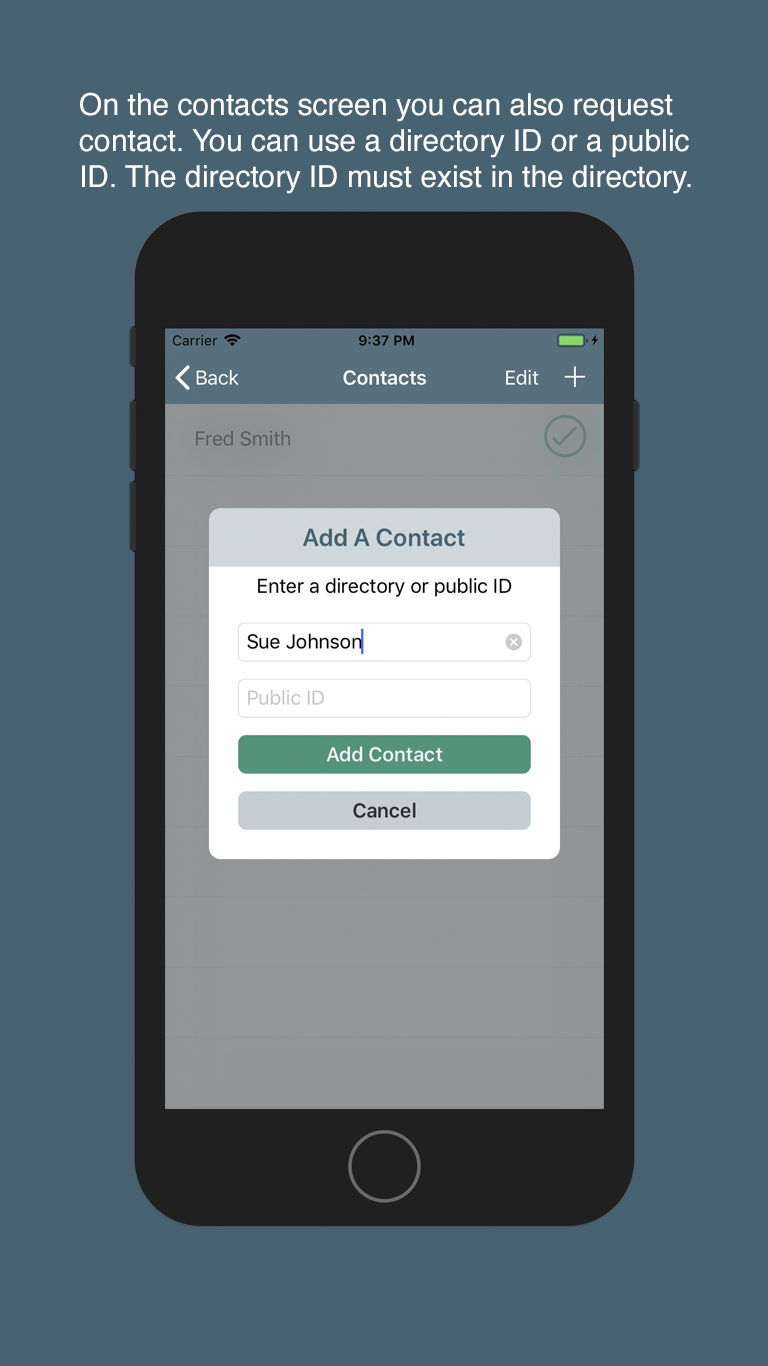 On the contacts screen you can also request
contact. You can use a directory ID or a public
ID. The directory ID must exist in the directory.
Carrier 9:37 PM
Back Contacts Edit +
Fred Smith
Add A Contact
Enter a directory or public ID
Sue Johnson
Public ID
Add Contact
Cancel